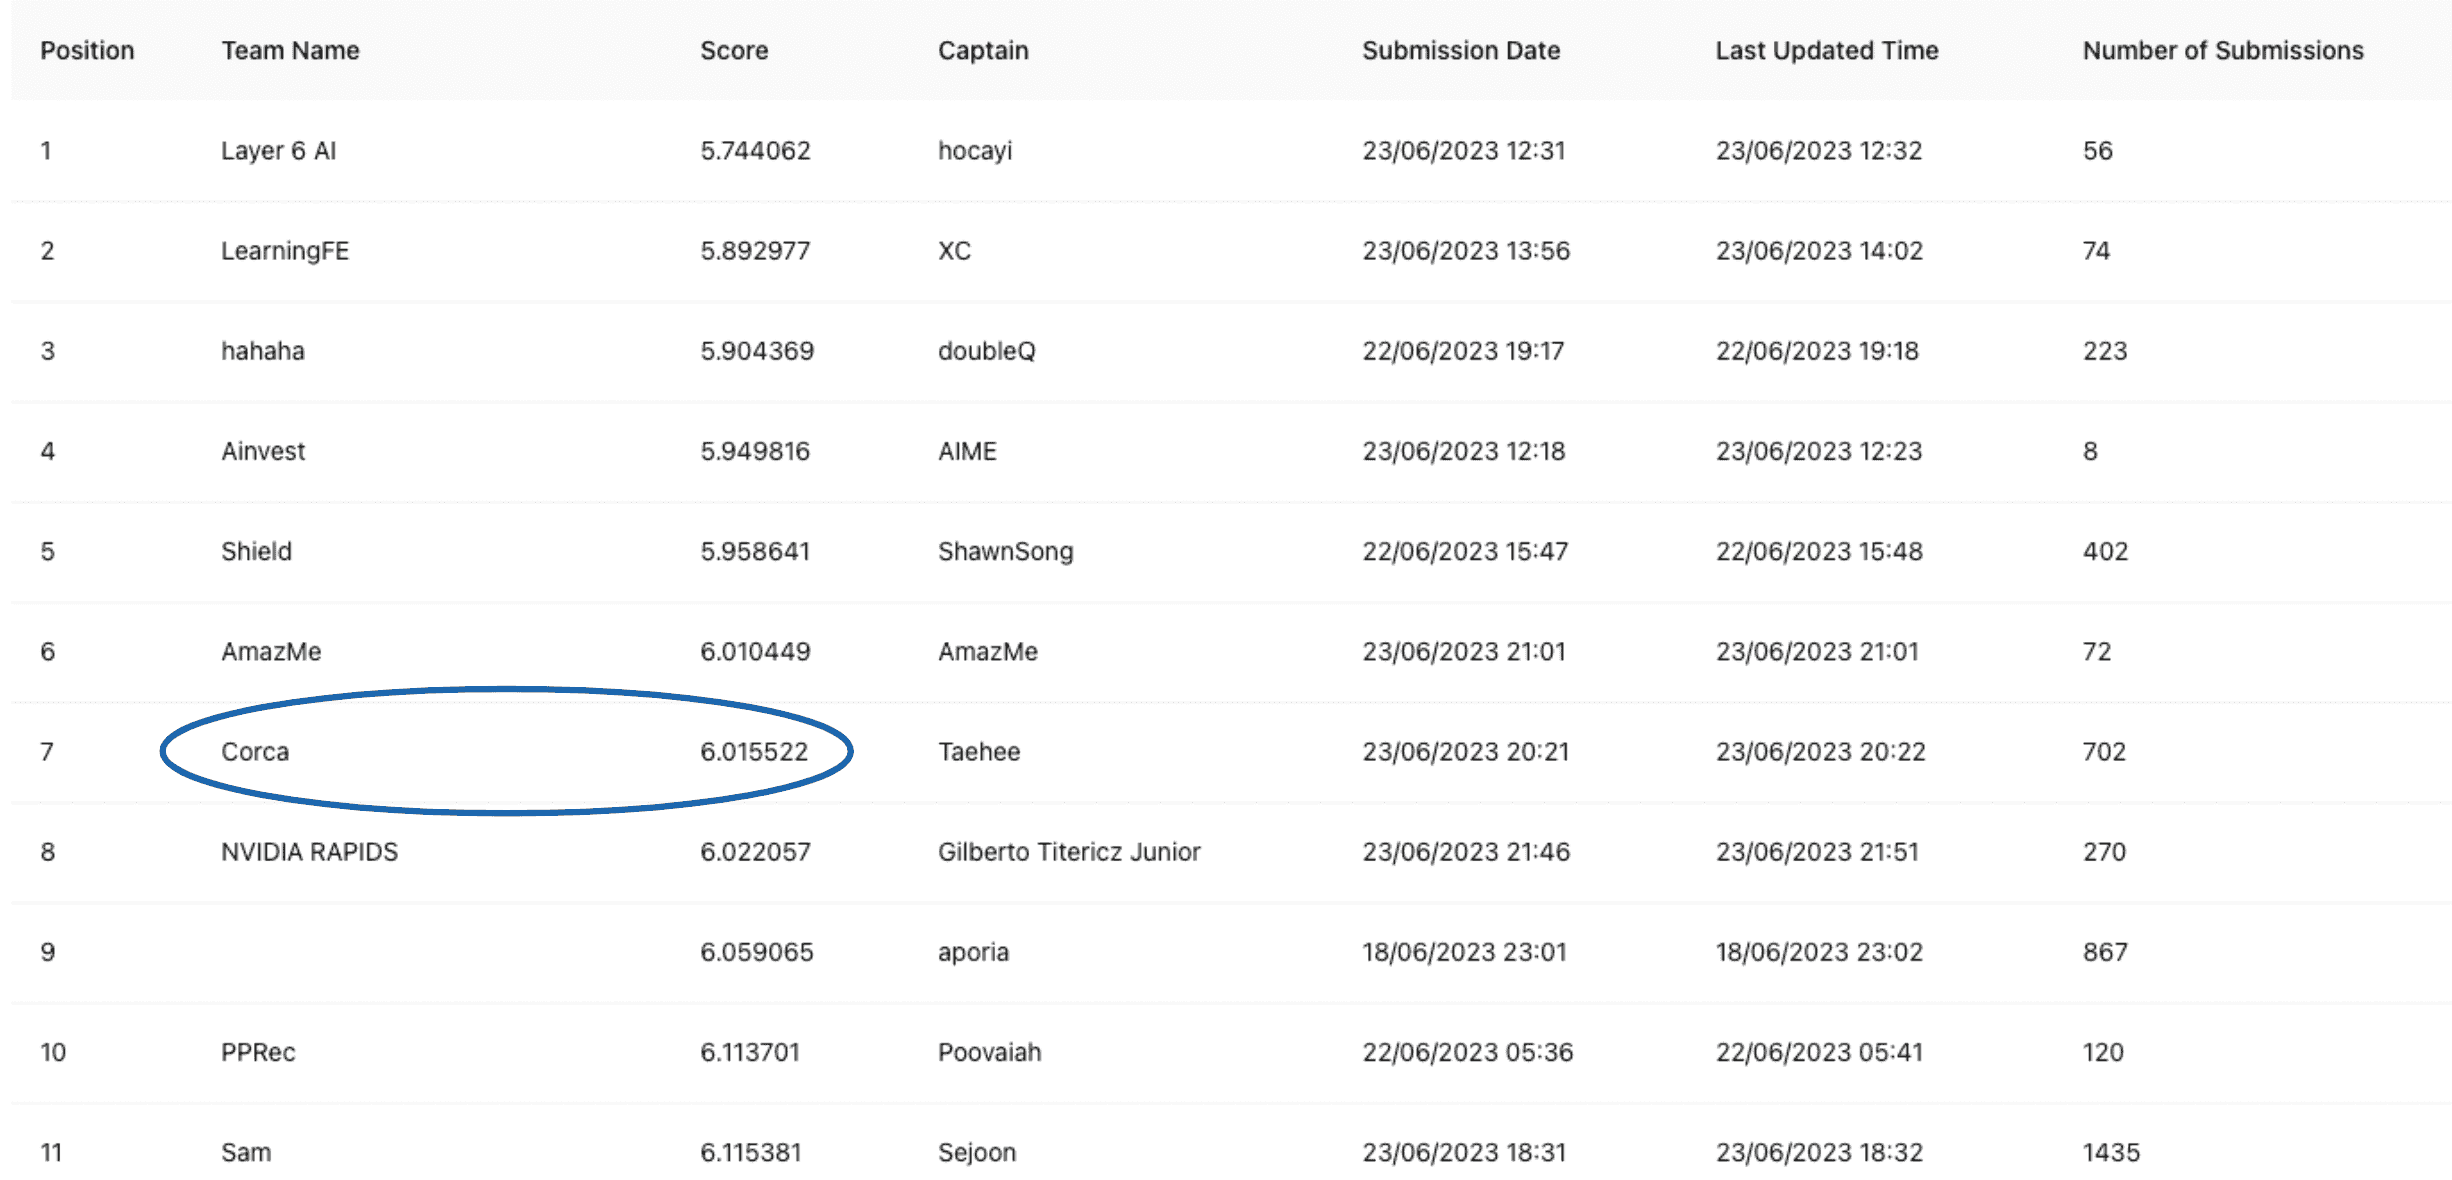 Position Team Name Score Captain Submission Date Last Updated Time Number of Submissions
1 Layer 6 AI 5.744062 hocayi 23/06/2023 12:31 23/06/2023 12:32 56
2 LearningFE 5.892977 XC 23/06/2023 13:56 23/06/2023 14:02 74
3 hahaha 5.904369 doubleQ 22/06/2023 19:17 22/06/2023 19:18 223
4 Ainvest 5.949816 AIME 23/06/2023 12:18 23/06/2023 12:23 8
5 Shield 5.958641 ShawnSong 22/06/2023 15:47 22/06/2023 15:48 402
6 AmazMe 6.010449 AmazMe 23/06/2023 21:01 23/06/2023 21:01 72
7 Corca 6.015522 Taehee 23/06/2023 20:21 23/06/2023 20:22 702
8 NVIDIA RAPIDS 6.022057 Gilberto Titericz Junior 23/06/2023 21:46 23/06/2023 21:51 270
9 6.059065 aporia 18/06/2023 23:01 18/06/2023 23:02 867
10 PPRec 6.113701 Poovaiah 22/06/2023 05:36 22/06/2023 05:41 120
11 Sam 6.115381 Sejoon 23/06/2023 18:31 23/06/2023 18:32 1435